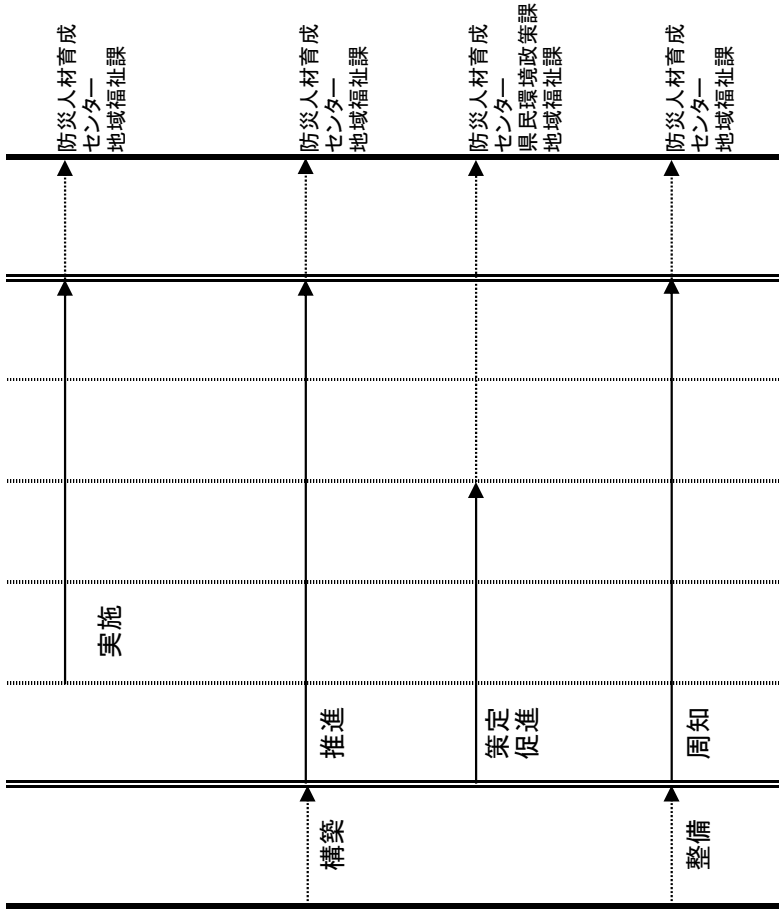 防災人材育成
センター
地域福祉課
実施
防災人材育成
センター
地域福祉課
推進
構築
防災人材育成
センター
県民環境政策課
地域福祉課
策定
促進
防災人材育成
センター
地域福祉課
周知
整備